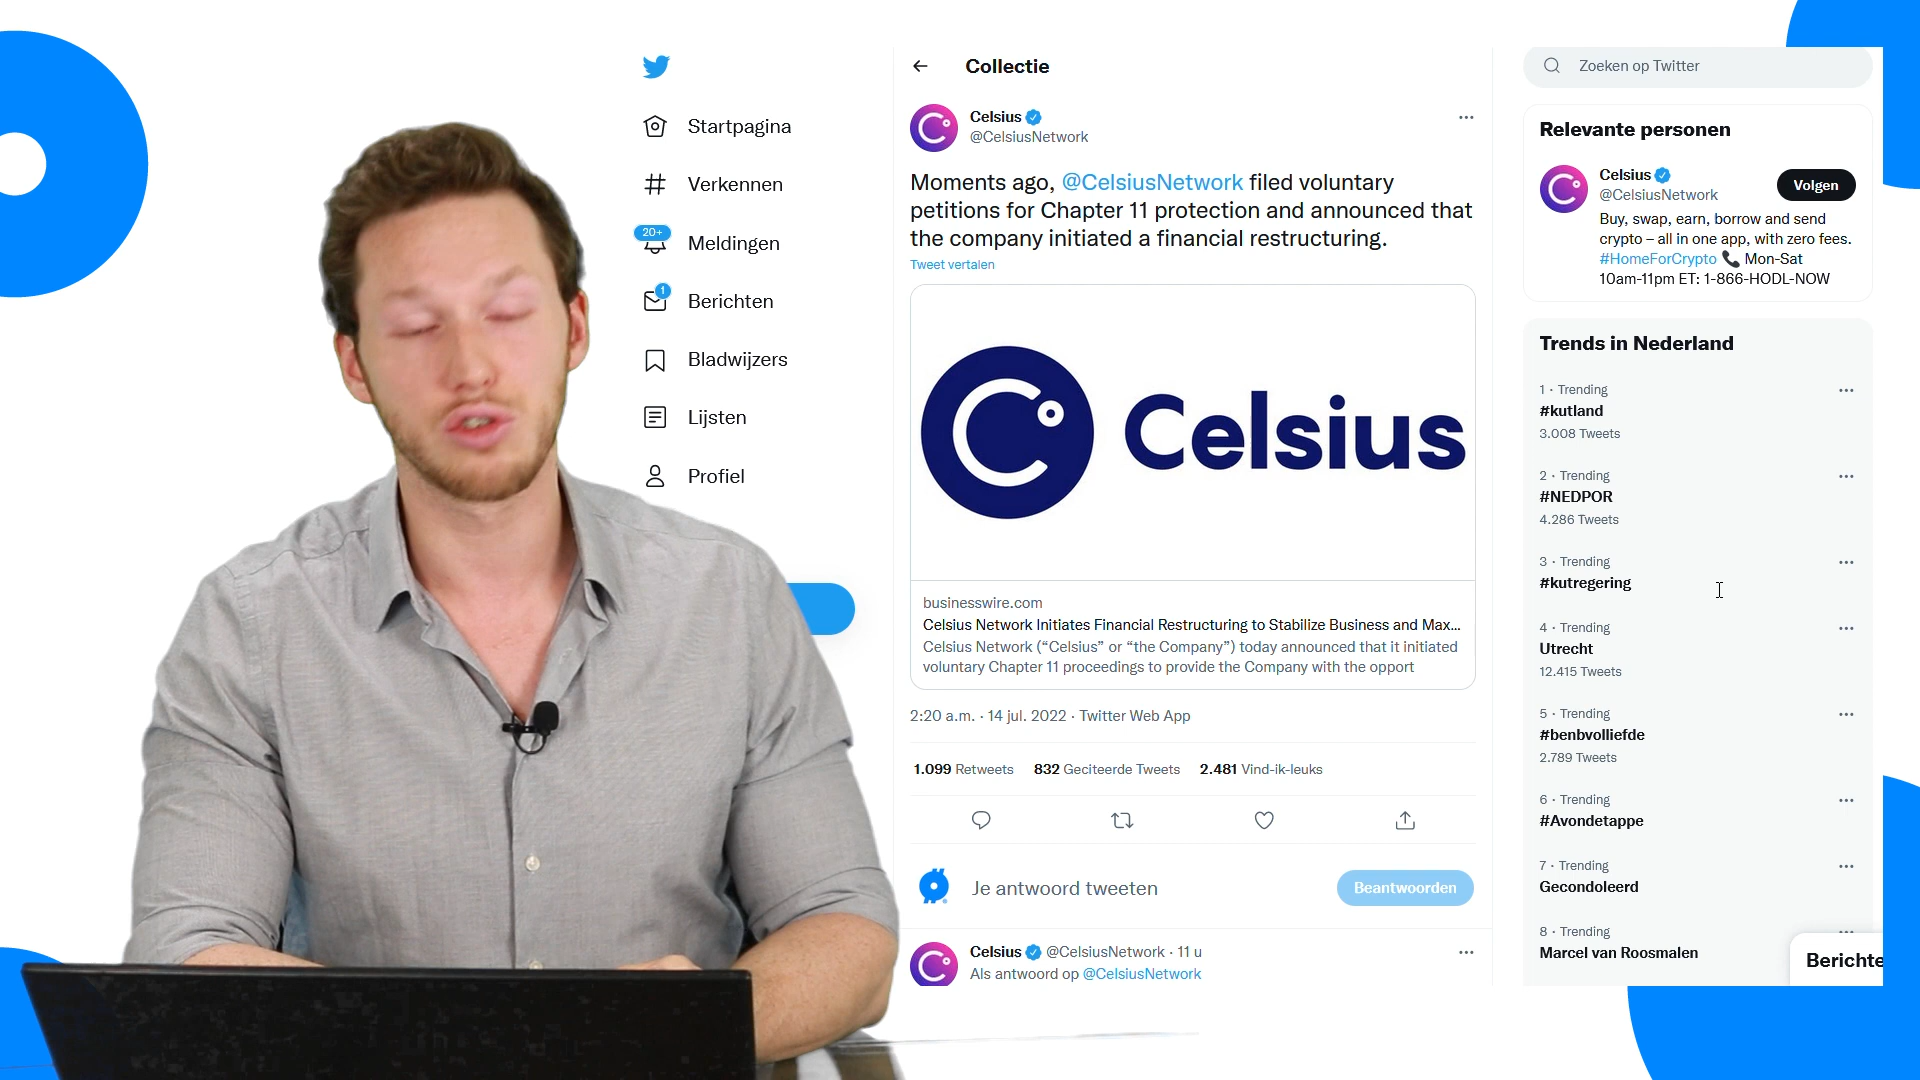 Startpagina
Verkennen
20+
Meldingen
1
Berichten
Bladwijzers
Lijsten
Profiel
Collectie
Celsius
@CelsiusNetwork
Moments ago, @CelsiusNetwork filed voluntary
petitions for Chapter 11 protection and announced that
the company initiated a financial restructuring.
Tweet vertalen
Celsius
businesswire.com
Celsius Network Initiates Financial Restructuring to Stabilize Business and Max...
Celsius Network (“Celsius” or “the Company”) today announced that it initiated
voluntary Chapter 11 proceedings to provide the Company with the opport
2:20 a.m. · 14 jul. 2022 · Twitter Web App
1.099 Retweets 832 Geciteerde Tweets 2.481 Vind-ik-leuks
Je antwoord tweeten
Beantwoorden
Celsius @CelsiusNetwork · 11 u
Als antwoord op @CelsiusNetwork
Zoeken op Twitter
Relevante personen
Celsius
@CelsiusNetwork
Volgen
Buy, swap, earn, borrow and send
crypto – all in one app, with zero fees.
#HomeForCrypto 📞 Mon-Sat
10am-11pm ET: 1-866-HODL-NOW
Trends in Nederland
1 · Trending
#kutland
3.008 Tweets
2 · Trending
#NEDPOR
4.286 Tweets
3 · Trending
#kutregering
4 · Trending
Utrecht
12.415 Tweets
5 · Trending
#benbvolliefde
2.789 Tweets
6 · Trending
#Avondetappe
7 · Trending
Gecondoleerd
8 · Trending
Marcel van Roosmalen
Berichte